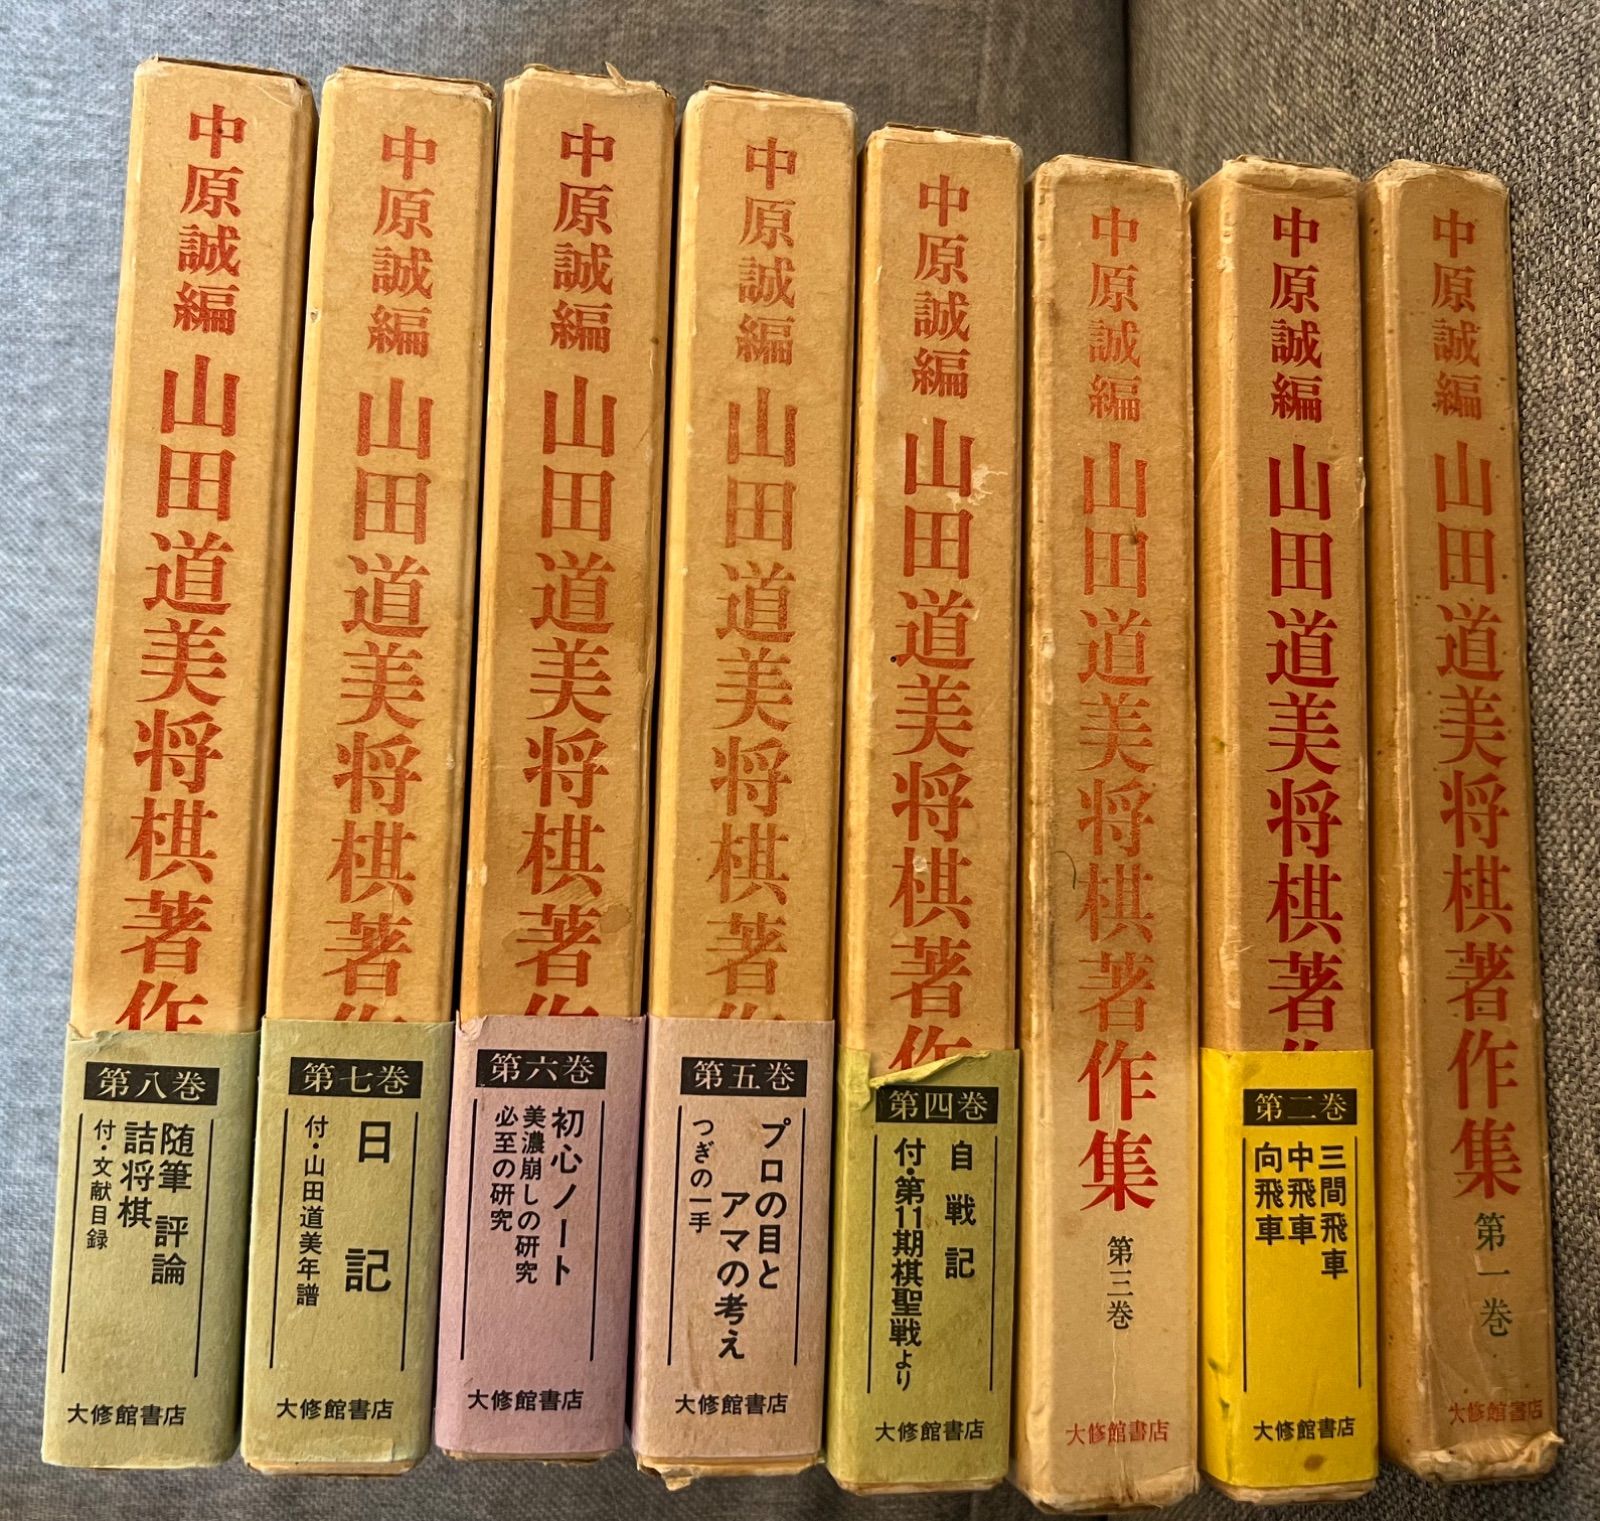 中原誠編 山田道美将棋著作集 第一巻
大修館書店
中原誠編 山田道美将棋著作
第二巻
三間飛車
中飛車
向飛車
大修館書店
中原誠編 山田道美将棋著作集 第三巻
大修館書店
中原誠編 山田道美将棋著作
第四巻
自戦記
付・第11期棋聖戦より
大修館書店
中原誠編 山田道美将棋著作
第五巻
プロの目と
アマの考え
つぎの一手
大修館書店
中原誠編 山田道美将棋著作
第六巻
初心ノート
美濃崩しの研究
必至の研究
大修館書店
中原誠編 山田道美将棋著作
第七巻
日記
付・山田道美年譜
大修館書店
中原誠編 山田道美将棋著作
第八巻
随筆 評論
詰将棋
付・文献目録
大修館書店